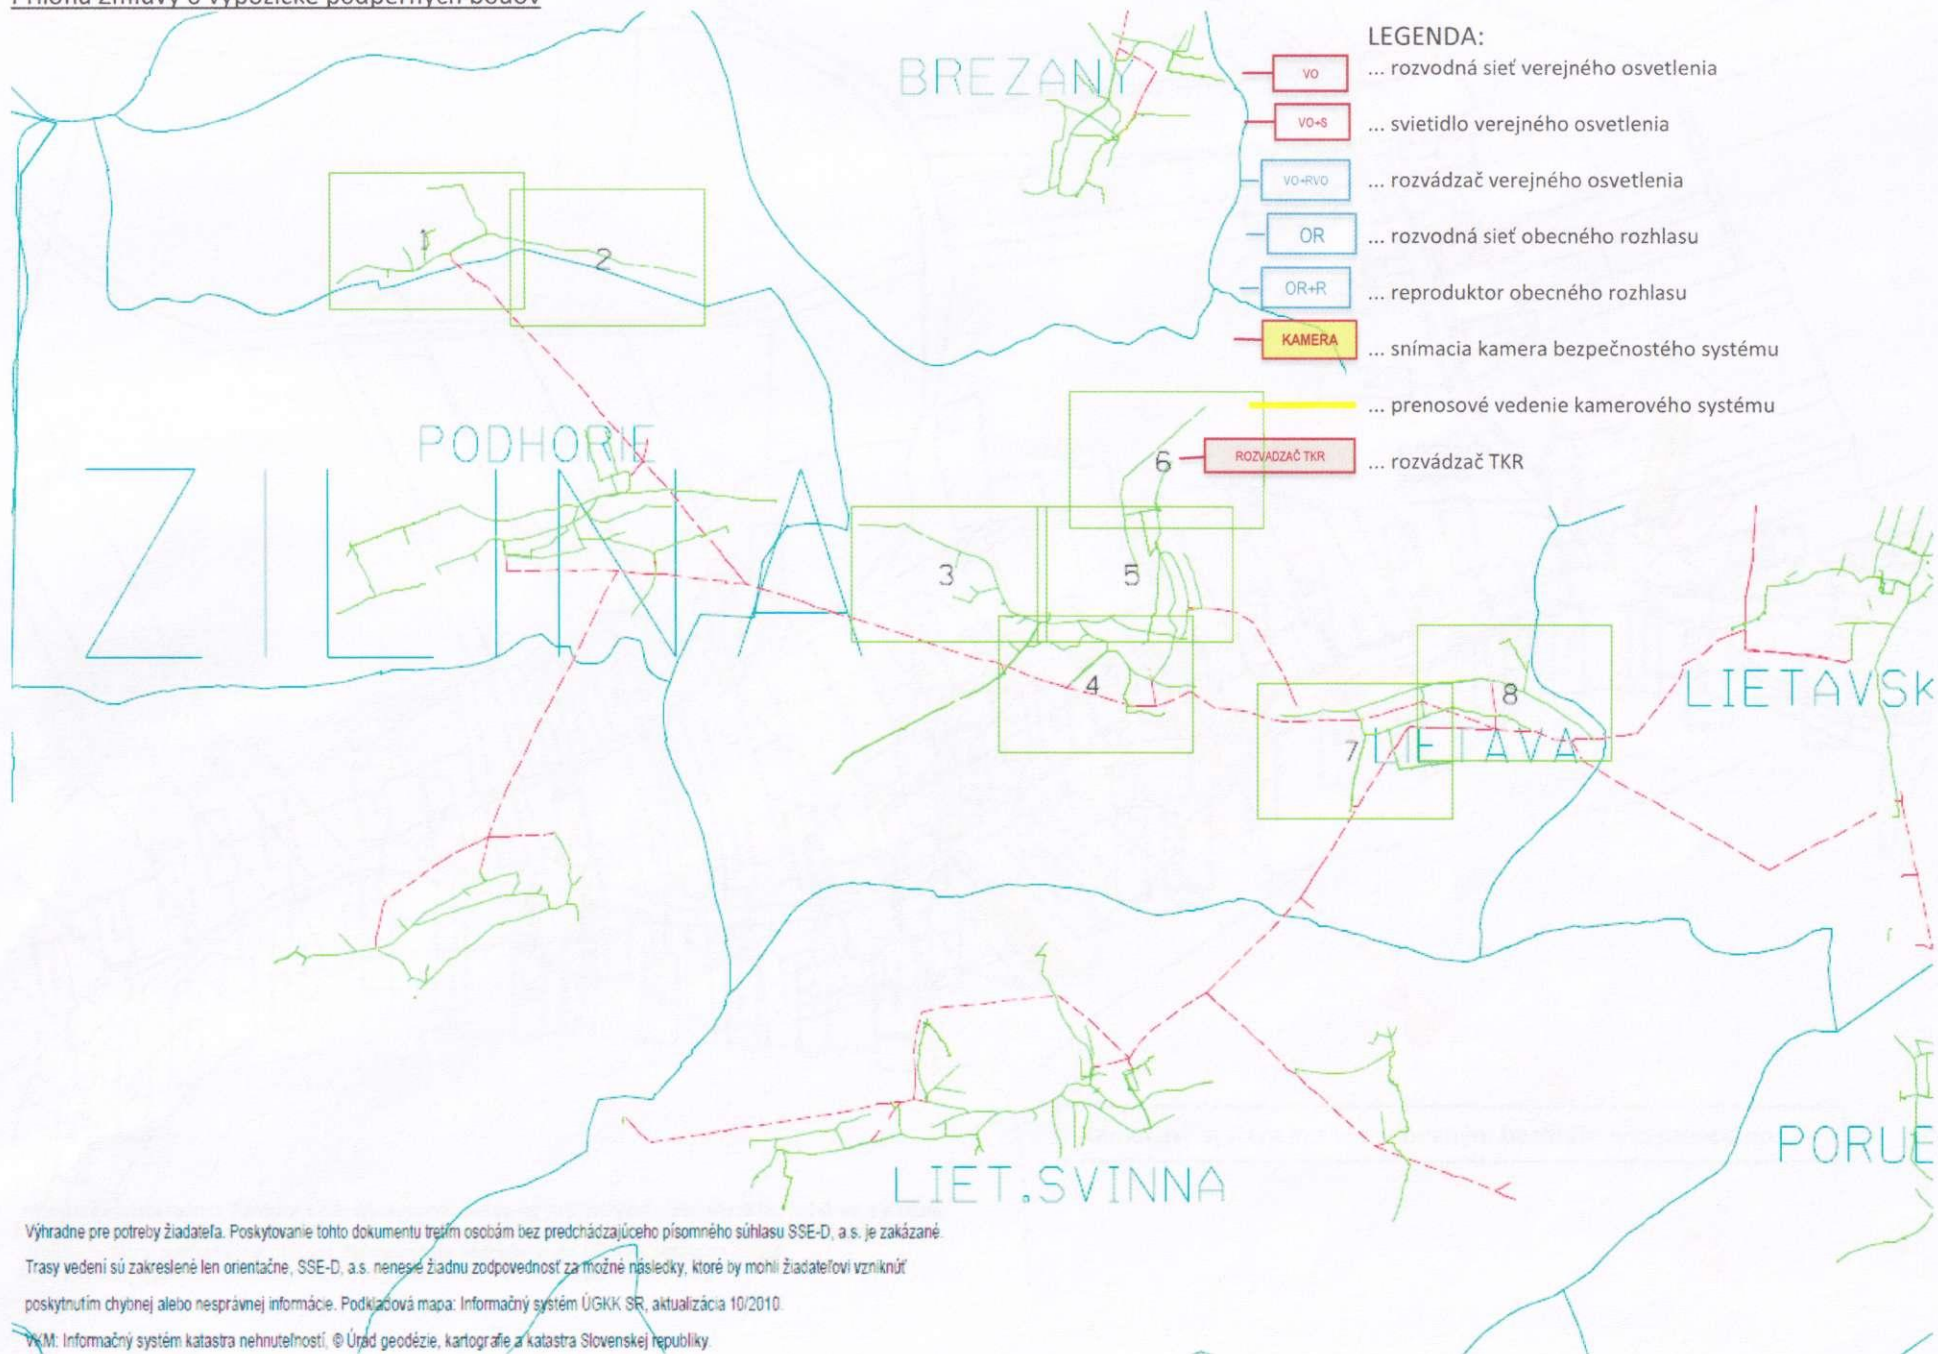 BREZANY
LEGENDA:
VO ... rozvodná sieť verejného osvetlenia
VO+S ... svietidlo verejného osvetlenia
VO+RVO ... rozvádzač verejného osvetlenia
OR ... rozvodná sieť obecného rozhlasu
OR+R ... reproduktor obecného rozhlasu
KAMERA ... snímacia kamera bezpečnostého systému
... prenosové vedenie kamerového systému
ROZVADZAČ TKR ... rozvádzač TKR
1
2
PODHORIE
ZILINA
6
3
5
4
8
7
LIETAVA
LIETAVSK
LIET.SVINNA
PORUE
Výhradne pre potreby žiadateľa. Poskytovanie tohto dokumentu tretím osobám bez predchádzajúceho písomného súhlasu SSE-D, a.s. je zakázané.
Trasy vedení sú zakreslené len orientačne, SSE-D, a.s. nenesie žiadnu zodpovednosť za možné následky, ktoré by mohli žiadateľovi vzniknúť
poskytnutím chybnej alebo nesprávnej informácie. Podkladová mapa: Informačný systém ÚGKK SR, aktualizácia 10/2010.
VKM: Informačný systém katastra nehnuteľností, © Úrad geodézie, kartografie a katastra Slovenskej republiky.